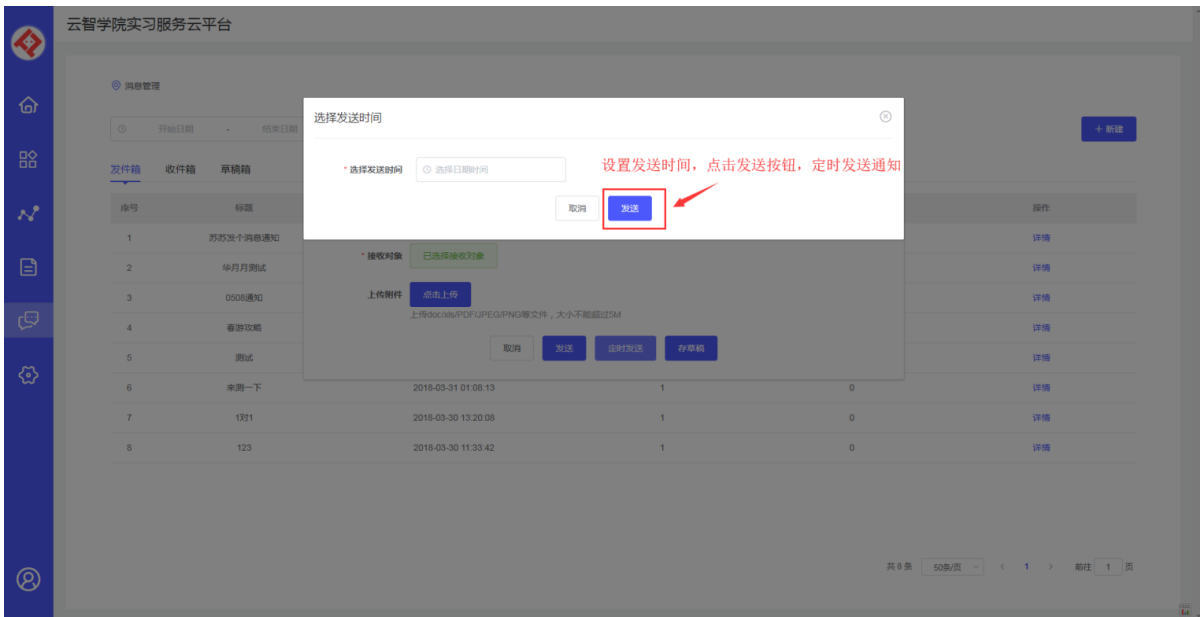 云智学院实习服务云平台
消息管理
开始日期 - 结束日期
+ 新建
发件箱 收件箱 草稿箱
选择发送时间
* 选择发送时间 选择日期时间
设置发送时间，点击发送按钮，定时发送通知
取消 发送
序号 标题 操作
1 苏苏发个消息通知 详情
* 接收对象 已选择接收对象
2 华月月测试 详情
上传附件 点击上传
3 0508通知 详情
上传doc/xls/PDF/JPEG/PNG等文件，大小不能超过5M
4 春游攻略 详情
取消 发送 定时发送 存草稿
5 测试 详情
6 来测一下 2018-03-31 01:08:13 1 0 详情
7 1对1 2018-03-30 13:20:08 1 0 详情
8 123 2018-03-30 11:33:42 1 0 详情
共 8 条 50条/页 < 1 > 前往 1 页